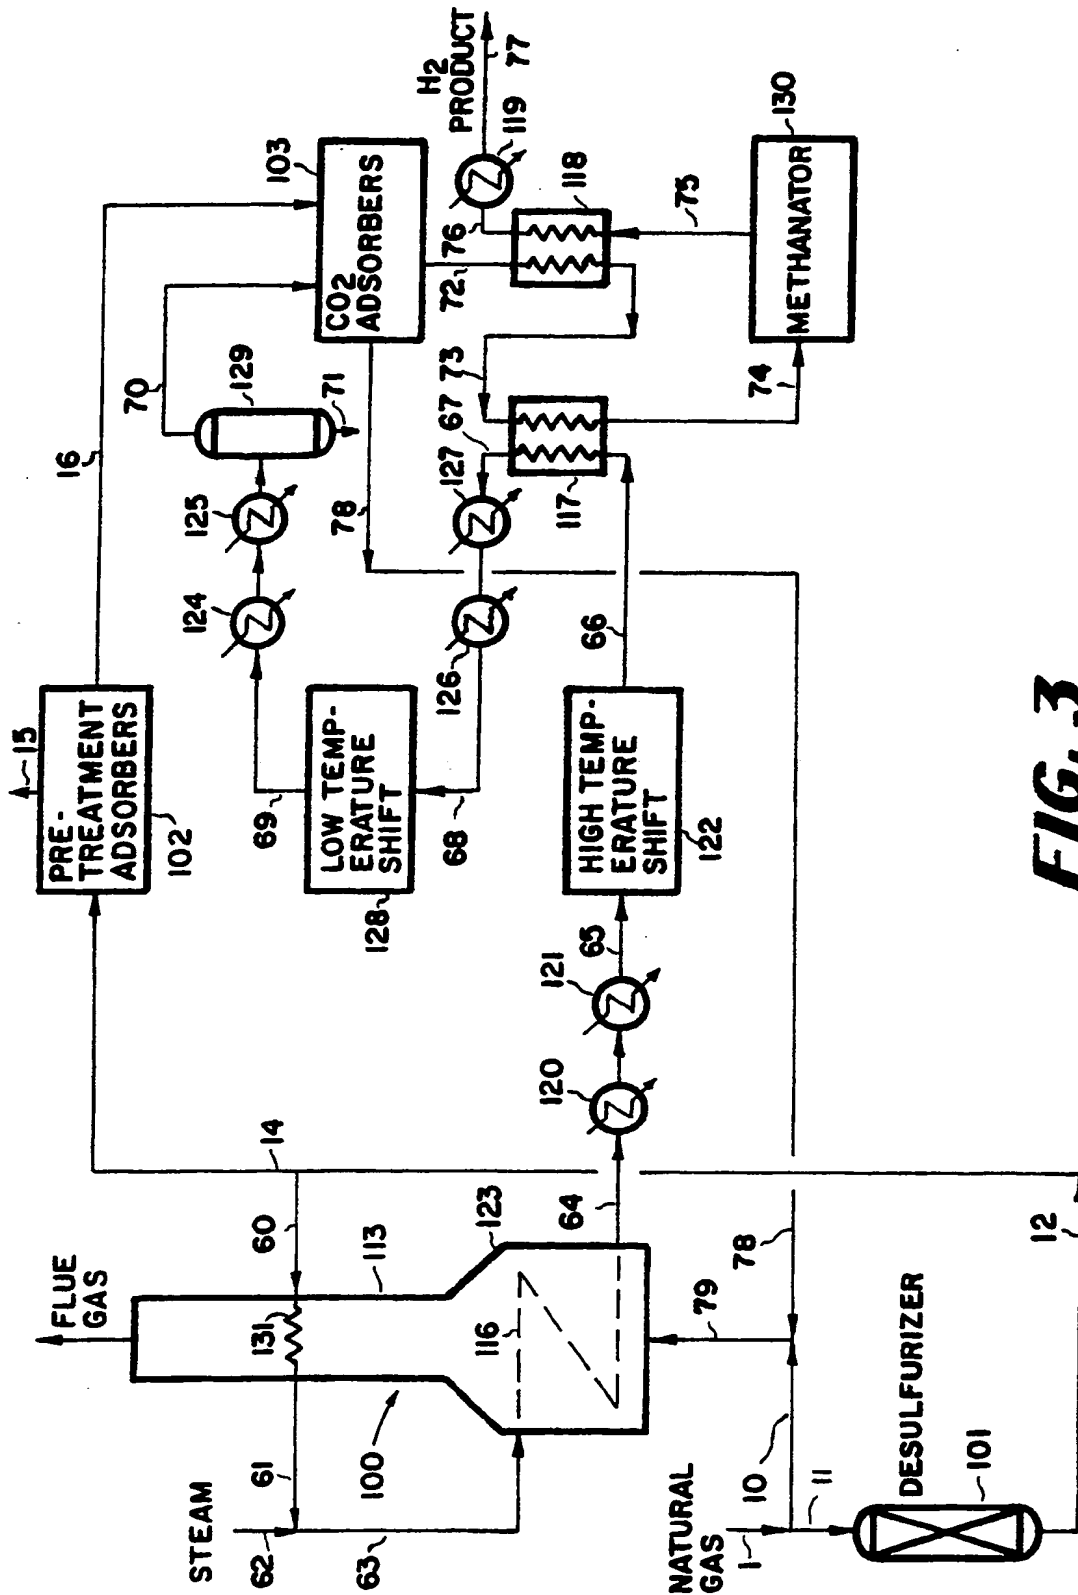 FLUE
GAS
STEAM
62
61
63
100
131
60
113
123
116
14
64
120
121
65
HIGH TEMP-
ERATURE
SHIFT
122
66
117
67
73
74
METHANATOR
130
75
118
72
76
119
H2
PRODUCT
77
CO2
ADSORBERS
103
70
129
71
125
124
127
126
78
16
PRE-
TREATMENT
ADSORBERS
102
15
LOW TEMP-
ERATURE
SHIFT
128
69
68
NATURAL
GAS
1
10
11
79
78
DESULFURIZER
101
12
FIG. 3